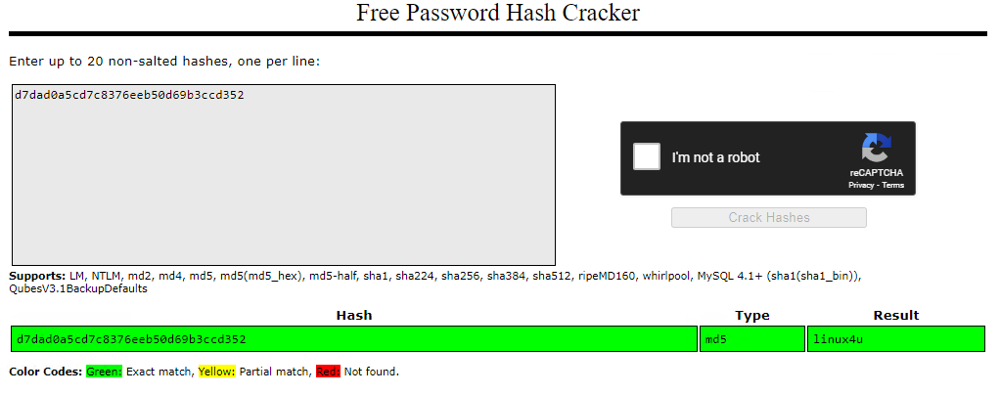 Free Password Hash Cracker
Enter up to 20 non-salted hashes, one per line:
d7dad0a5cd7c8376eeb50d69b3ccd352
I'm not a robot
reCAPTCHA
Privacy - Terms
Crack Hashes
Supports: LM, NTLM, md2, md4, md5, md5(md5_hex), md5-half, sha1, sha224, sha256, sha384, sha512, ripeMD160, whirlpool, MySQL 4.1+ (sha1(sha1_bin)),
QubesV3.1BackupDefaults
Hash Type Result
d7dad0a5cd7c8376eeb50d69b3ccd352 md5 linux4u
Color Codes: Green: Exact match, Yellow: Partial match, Red: Not found.